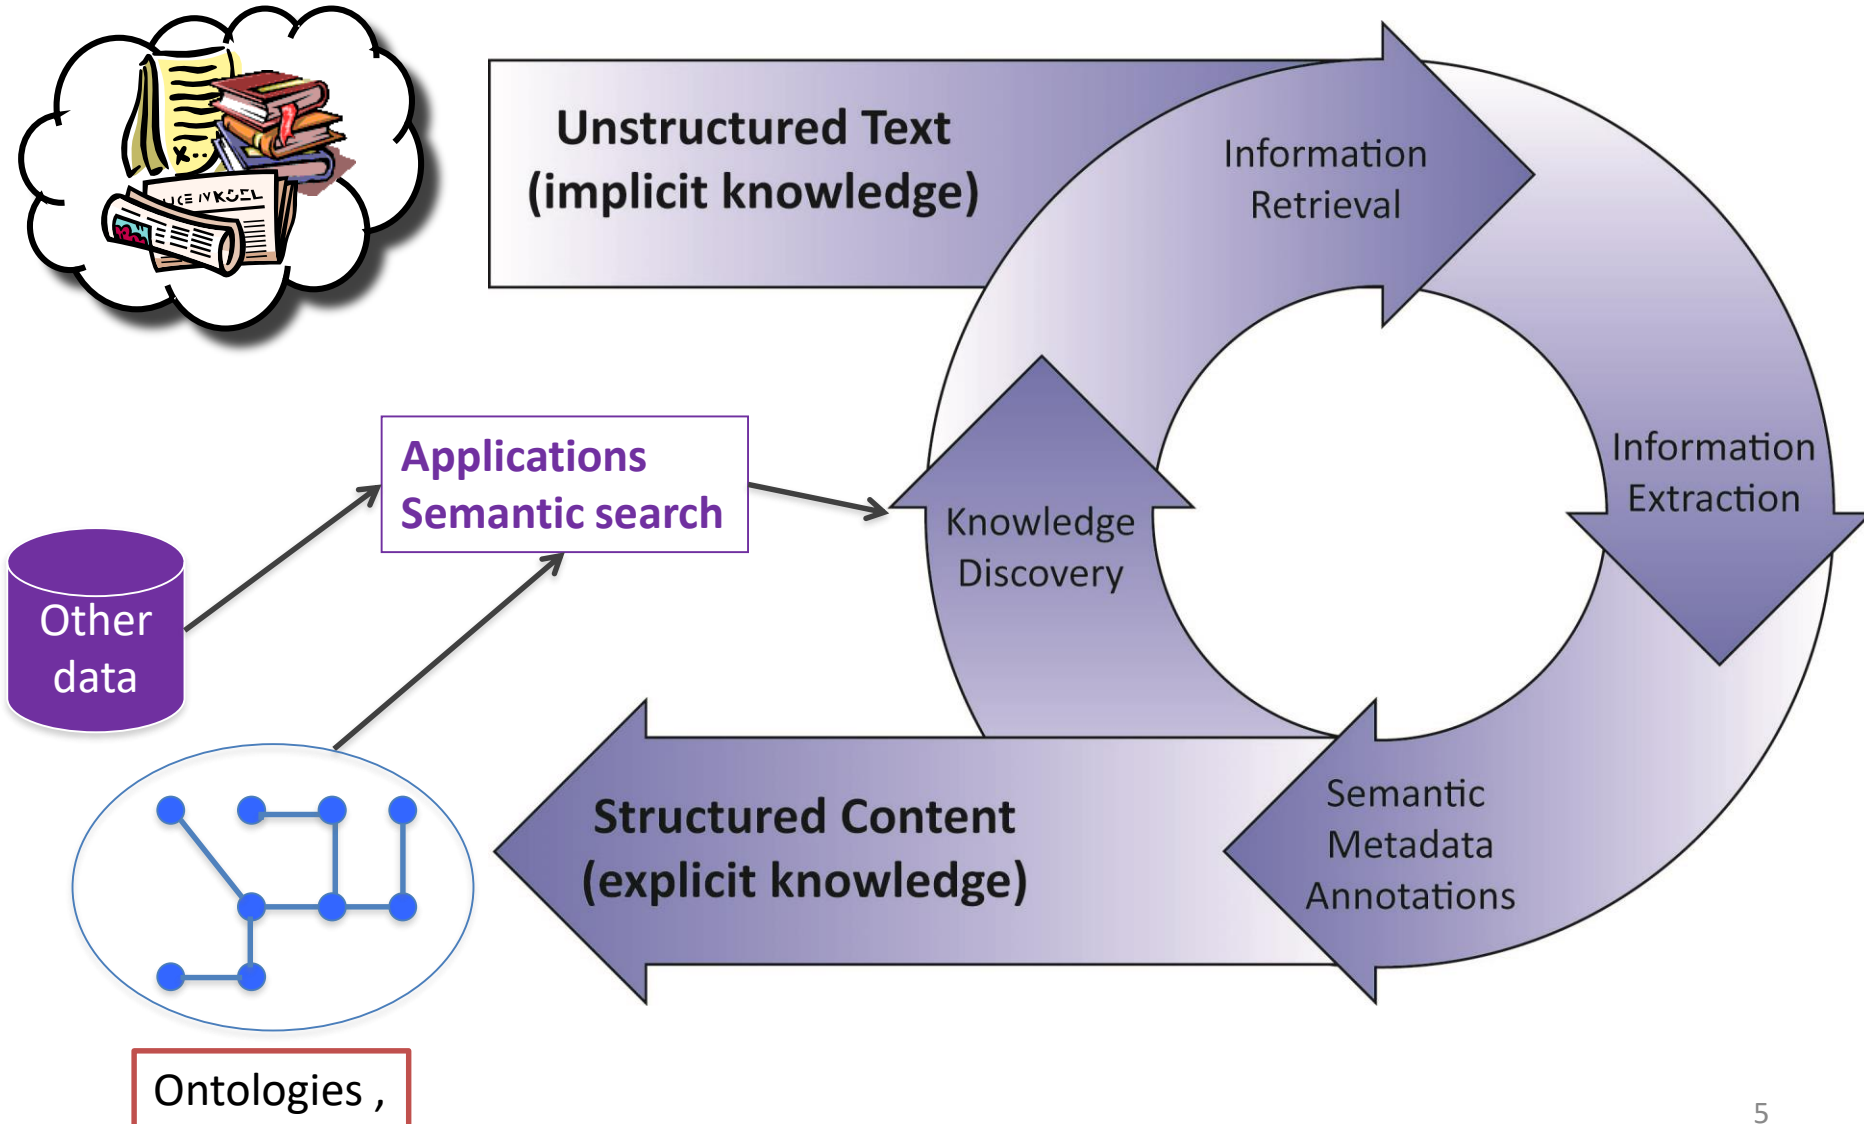 Unstructured Text
(implicit knowledge)
Information
Retrieval
Information
Extraction
Applications
Semantic search
Knowledge
Discovery
Other
data
Structured Content
(explicit knowledge)
Semantic
Metadata
Annotations
Ontologies ,
5